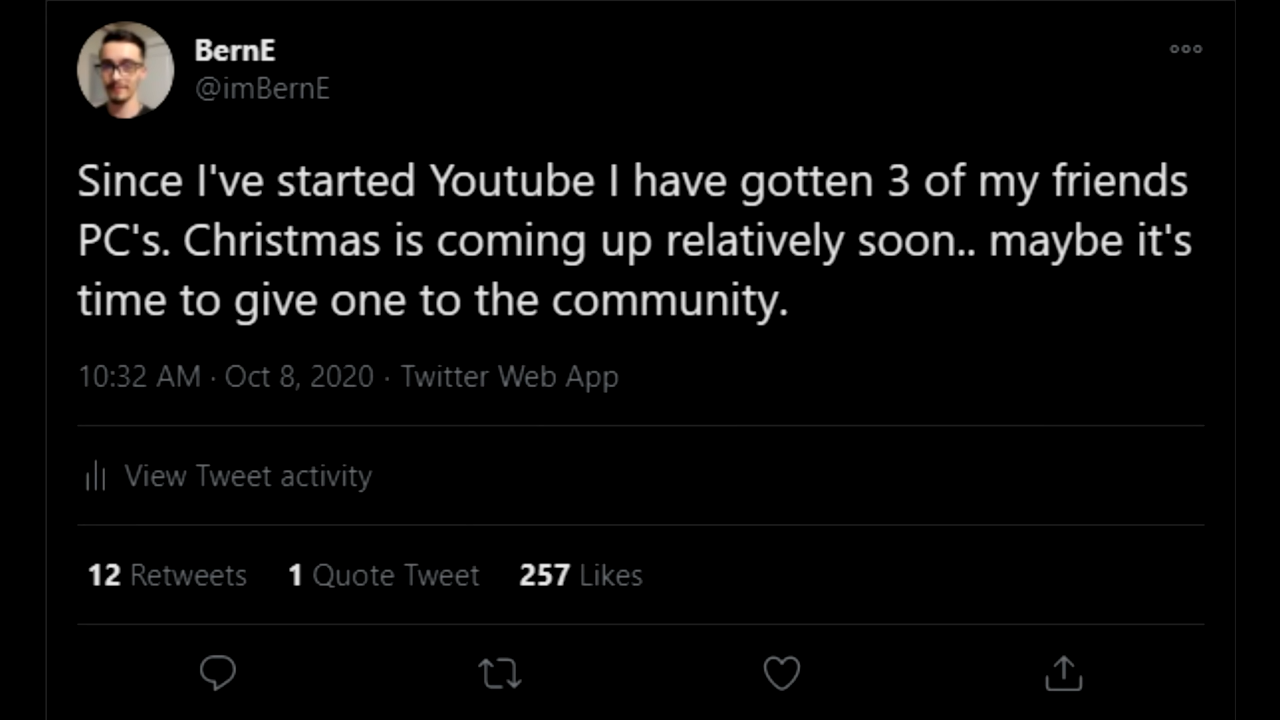 BernE
@imBernE
Since I've started Youtube I have gotten 3 of my friends
PC's. Christmas is coming up relatively soon.. maybe it's
time to give one to the community.
10:32 AM · Oct 8, 2020 · Twitter Web App
View Tweet activity
12 Retweets 1 Quote Tweet 257 Likes